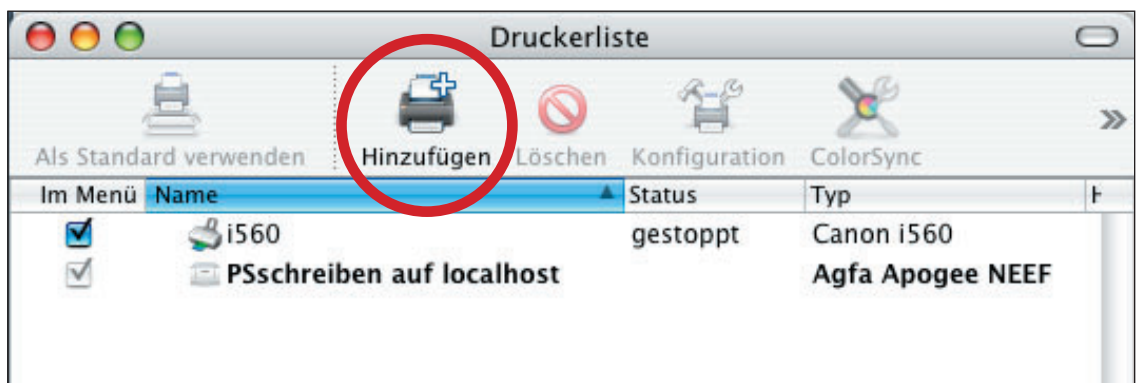 Druckerliste
Als Standard verwenden Hinzufügen Löschen Konfiguration ColorSync
Im Menü Name Status Typ
i560 gestoppt Canon i560
PSschreiben auf localhost Agfa Apogee NEEF